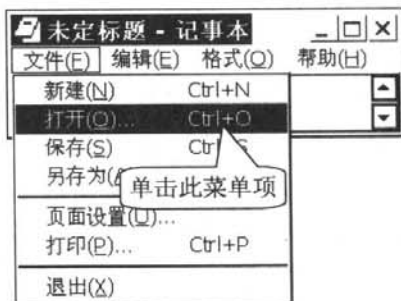 未定标题 - 记事本
文件(F) 编辑(E) 格式(O) 帮助(H)
新建(N) Ctrl+N
打开(O)... Ctrl+O
保存(S)
另存为(
单击此菜单项
页面设置(U)...
打印(P)... Ctrl+P
退出(X)